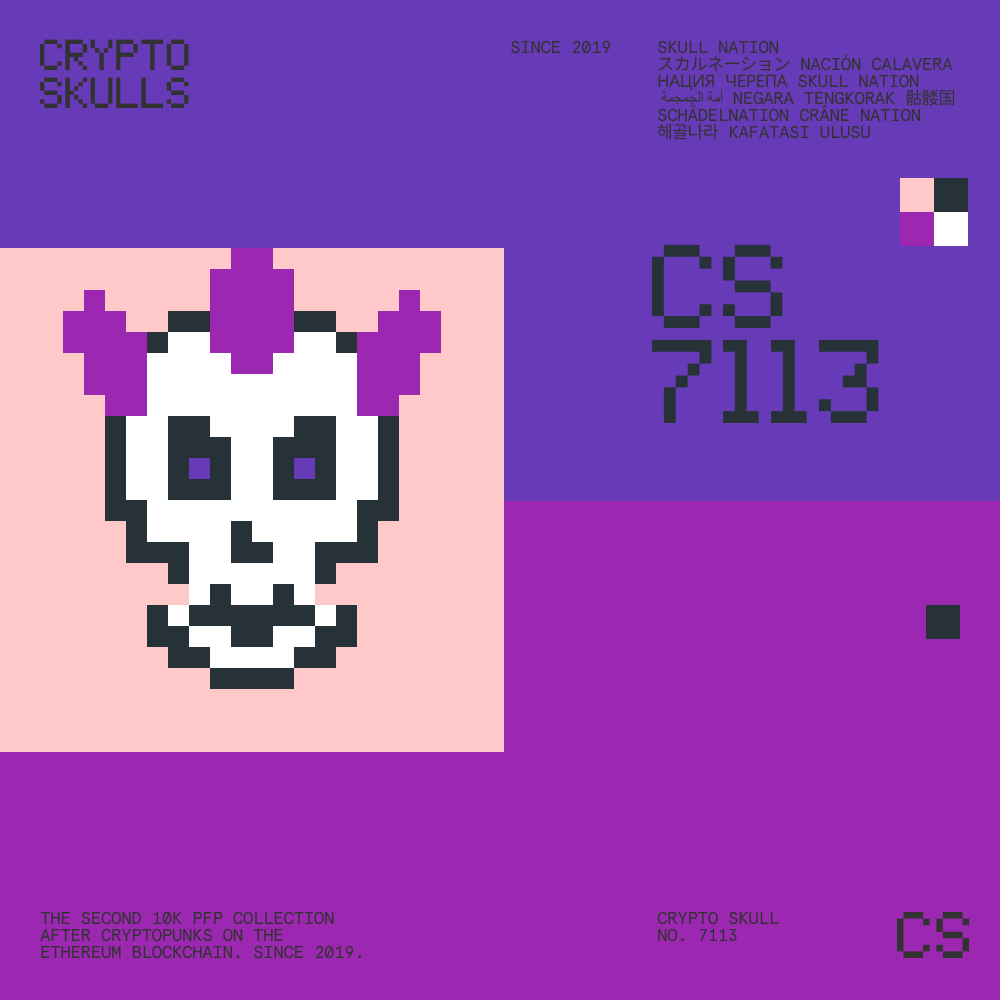 CRYPTO
SKULLS
SINCE 2019
SKULL NATION
スカルネーション NACIÓN CALAVERA
НАЦИЯ ЧЕРЕПА SKULL NATION
أمة الجمجمة NEGARA TENGKORAK 骷髅国
SCHÄDELNATION CRÂNE NATION
해골나라 KAFATASI ULUSU
CS
7113
THE SECOND 10K PFP COLLECTION
AFTER CRYPTOPUNKS ON THE
ETHEREUM BLOCKCHAIN. SINCE 2019.
CRYPTO SKULL
NO. 7113
CS